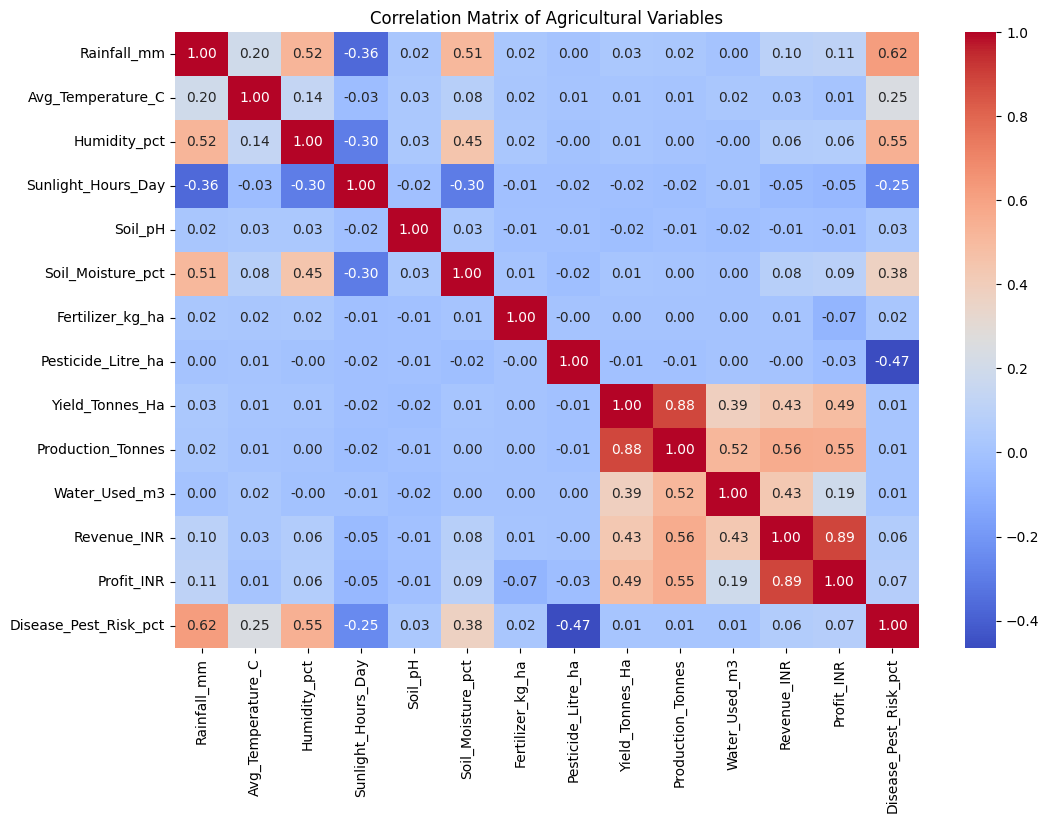 Correlation Matrix of Agricultural Variables
Rainfall_mm 1.00 0.20 0.52 -0.36 0.02 0.51 0.02 0.00 0.03 0.02 0.00 0.10 0.11 0.62
Avg_Temperature_C 0.20 1.00 0.14 -0.03 0.03 0.08 0.02 0.01 0.01 0.01 0.02 0.03 0.01 0.25
Humidity_pct 0.52 0.14 1.00 -0.30 0.03 0.45 0.02 -0.00 0.01 0.00 -0.00 0.06 0.06 0.55
Sunlight_Hours_Day -0.36 -0.03 -0.30 1.00 -0.02 -0.30 -0.01 -0.02 -0.02 -0.02 -0.01 -0.05 -0.05 -0.25
Soil_pH 0.02 0.03 0.03 -0.02 1.00 0.03 -0.01 -0.01 -0.02 -0.01 -0.02 -0.01 -0.01 0.03
Soil_Moisture_pct 0.51 0.08 0.45 -0.30 0.03 1.00 0.01 -0.02 0.01 0.00 0.00 0.08 0.09 0.38
Fertilizer_kg_ha 0.02 0.02 0.02 -0.01 -0.01 0.01 1.00 -0.00 0.00 0.00 0.00 0.01 -0.07 0.02
Pesticide_Litre_ha 0.00 0.01 -0.00 -0.02 -0.01 -0.02 -0.00 1.00 -0.01 -0.01 0.00 -0.00 -0.03 -0.47
Yield_Tonnes_Ha 0.03 0.01 0.01 -0.02 -0.02 0.01 0.00 -0.01 1.00 0.88 0.39 0.43 0.49 0.01
Production_Tonnes 0.02 0.01 0.00 -0.02 -0.01 0.00 0.00 -0.01 0.88 1.00 0.52 0.56 0.55 0.01
Water_Used_m3 0.00 0.02 -0.00 -0.01 -0.02 0.00 0.00 0.00 0.39 0.52 1.00 0.43 0.19 0.01
Revenue_INR 0.10 0.03 0.06 -0.05 -0.01 0.08 0.01 -0.00 0.43 0.56 0.43 1.00 0.89 0.06
Profit_INR 0.11 0.01 0.06 -0.05 -0.01 0.09 -0.07 -0.03 0.49 0.55 0.19 0.89 1.00 0.07
Disease_Pest_Risk_pct 0.62 0.25 0.55 -0.25 0.03 0.38 0.02 -0.47 0.01 0.01 0.01 0.06 0.07 1.00
Rainfall_mm
Avg_Temperature_C
Humidity_pct
Sunlight_Hours_Day
Soil_pH
Soil_Moisture_pct
Fertilizer_kg_ha
Pesticide_Litre_ha
Yield_Tonnes_Ha
Production_Tonnes
Water_Used_m3
Revenue_INR
Profit_INR
Disease_Pest_Risk_pct
1.0
0.8
0.6
0.4
0.2
0.0
−0.2
−0.4